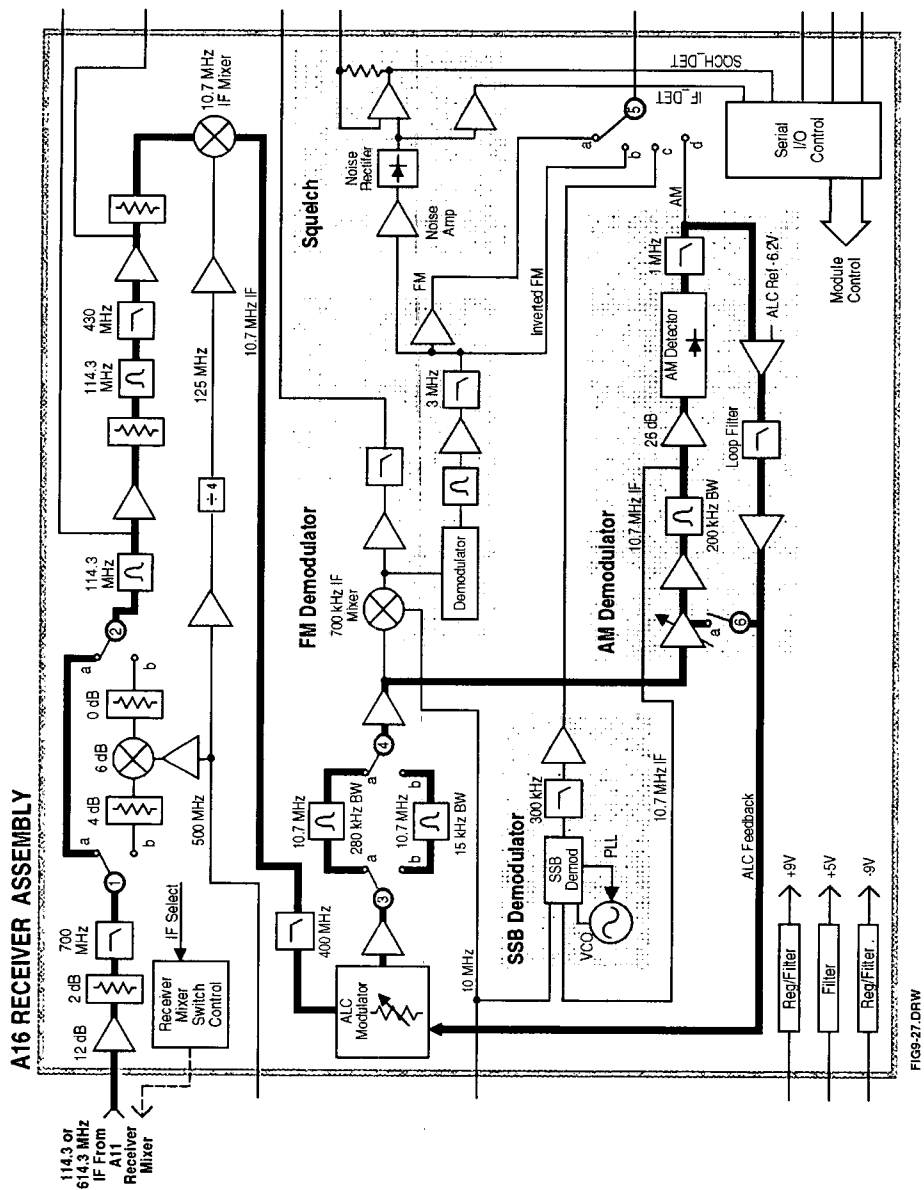 A16 RECEIVER ASSEMBLY
114.3 or
614.3 MHz
IF From
A11
Receiver
Mixer
12 dB
2 dB
700
MHz
1
a
b
4 dB
6 dB
0 dB
a
b
2
114.3
MHz
114.3
MHz
430
MHz
10.7 MHz
IF Mixer
Receiver
Mixer
Switch
Control
IF Select
500 MHz
÷ 4
125 MHz
10.7 MHz IF
400 MHz
ALC
Modulator
3
a
b
10.7 MHz
280 kHz BW
10.7 MHz
15 kHz BW
a
b
4
FM Demodulator
700 kHz IF
Mixer
Demodulator
3 MHz
FM
Inverted FM
Squelch
Noise
Amp
Noise
Rectifer
SQCH_DET
IF_DET
a
b
c
d
5
10 MHz
SSB Demodulator
SSB
Demod
VCO
PLL
300 kHz
10.7 MHz IF
AM Demodulator
a
6
10.7 MHz IF
200 kHz BW
26 dB
AM Detector
1 MHz
AM
ALC Ref -6.2V
Loop Filter
ALC Feedback
Serial
I/O
Control
Module
Control
Reg/Filter
+9V
Filter
+5V
Reg/Filter .
-9V
FIG9-27.DRW